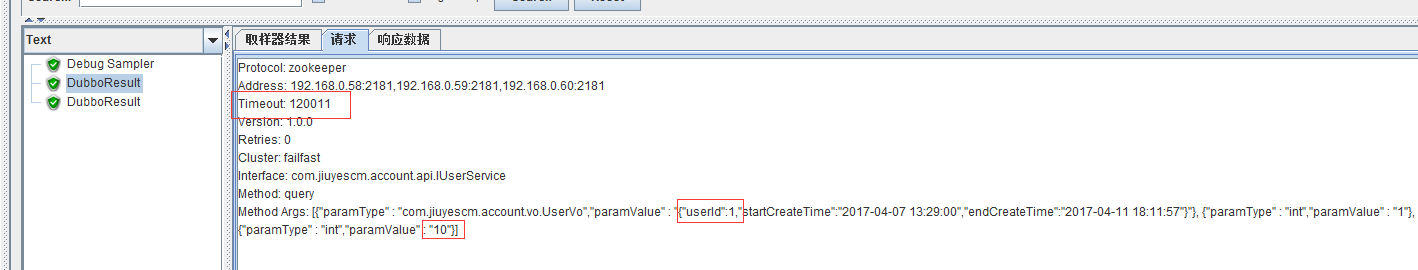 Text
Debug Sampler
DubboResult
DubboResult
取样器结果
请求
响应数据
Protocol: zookeeper
Address: 192.168.0.58:2181,192.168.0.59:2181,192.168.0.60:2181
Timeout: 120011
Version: 1.0.0
Retries: 0
Cluster: failfast
Interface: com.jiuyescm.account.api.IUserService
Method: query
Method Args: [{"paramType" : "com.jiuyescm.account.vo.UserVo","paramValue" : "{"userId":1,"startCreateTime":"2017-04-07 13:29:00","endCreateTime":"2017-04-11 18:11:57"}"}, {"paramType" : "int","paramValue" : "1"},
{"paramType" : "int","paramValue" : "10"}]